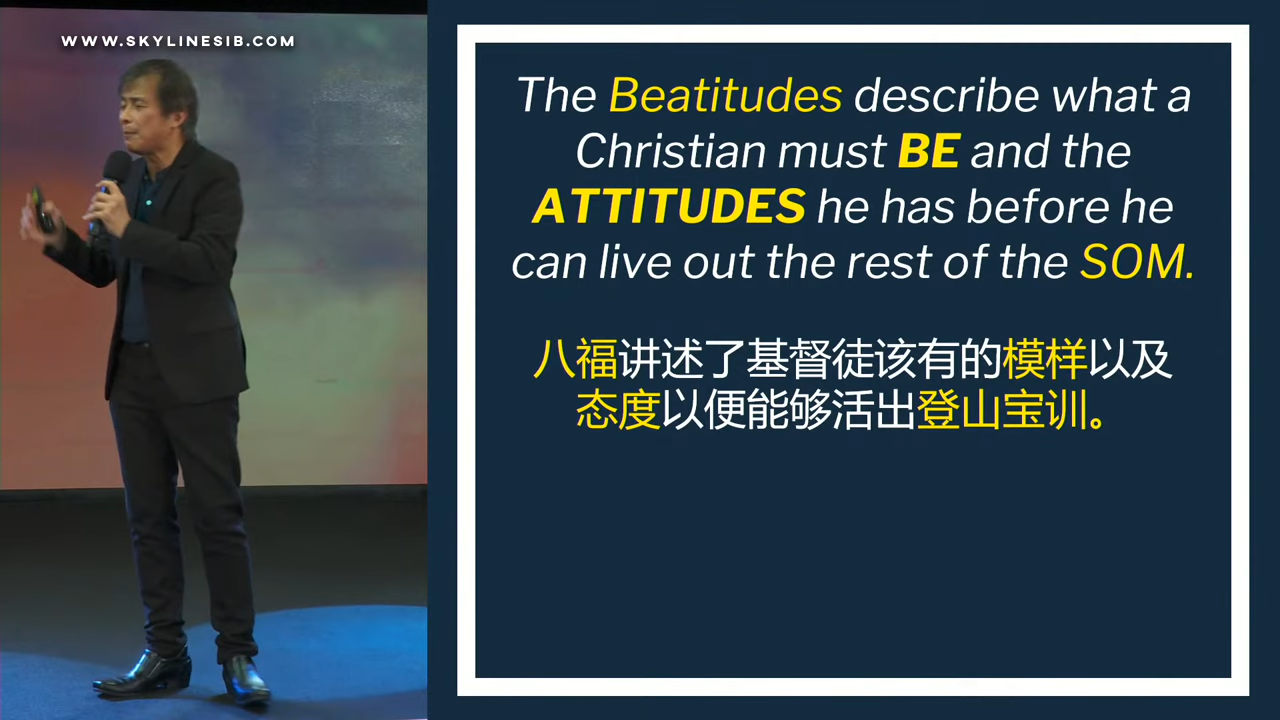 WWW.SKYLINESIB.COM
The Beatitudes describe what a
Christian must BE and the
ATTITUDES he has before he
can live out the rest of the SOM.
八福讲述了基督徒该有的模样以及
态度以便能够活出登山宝训。